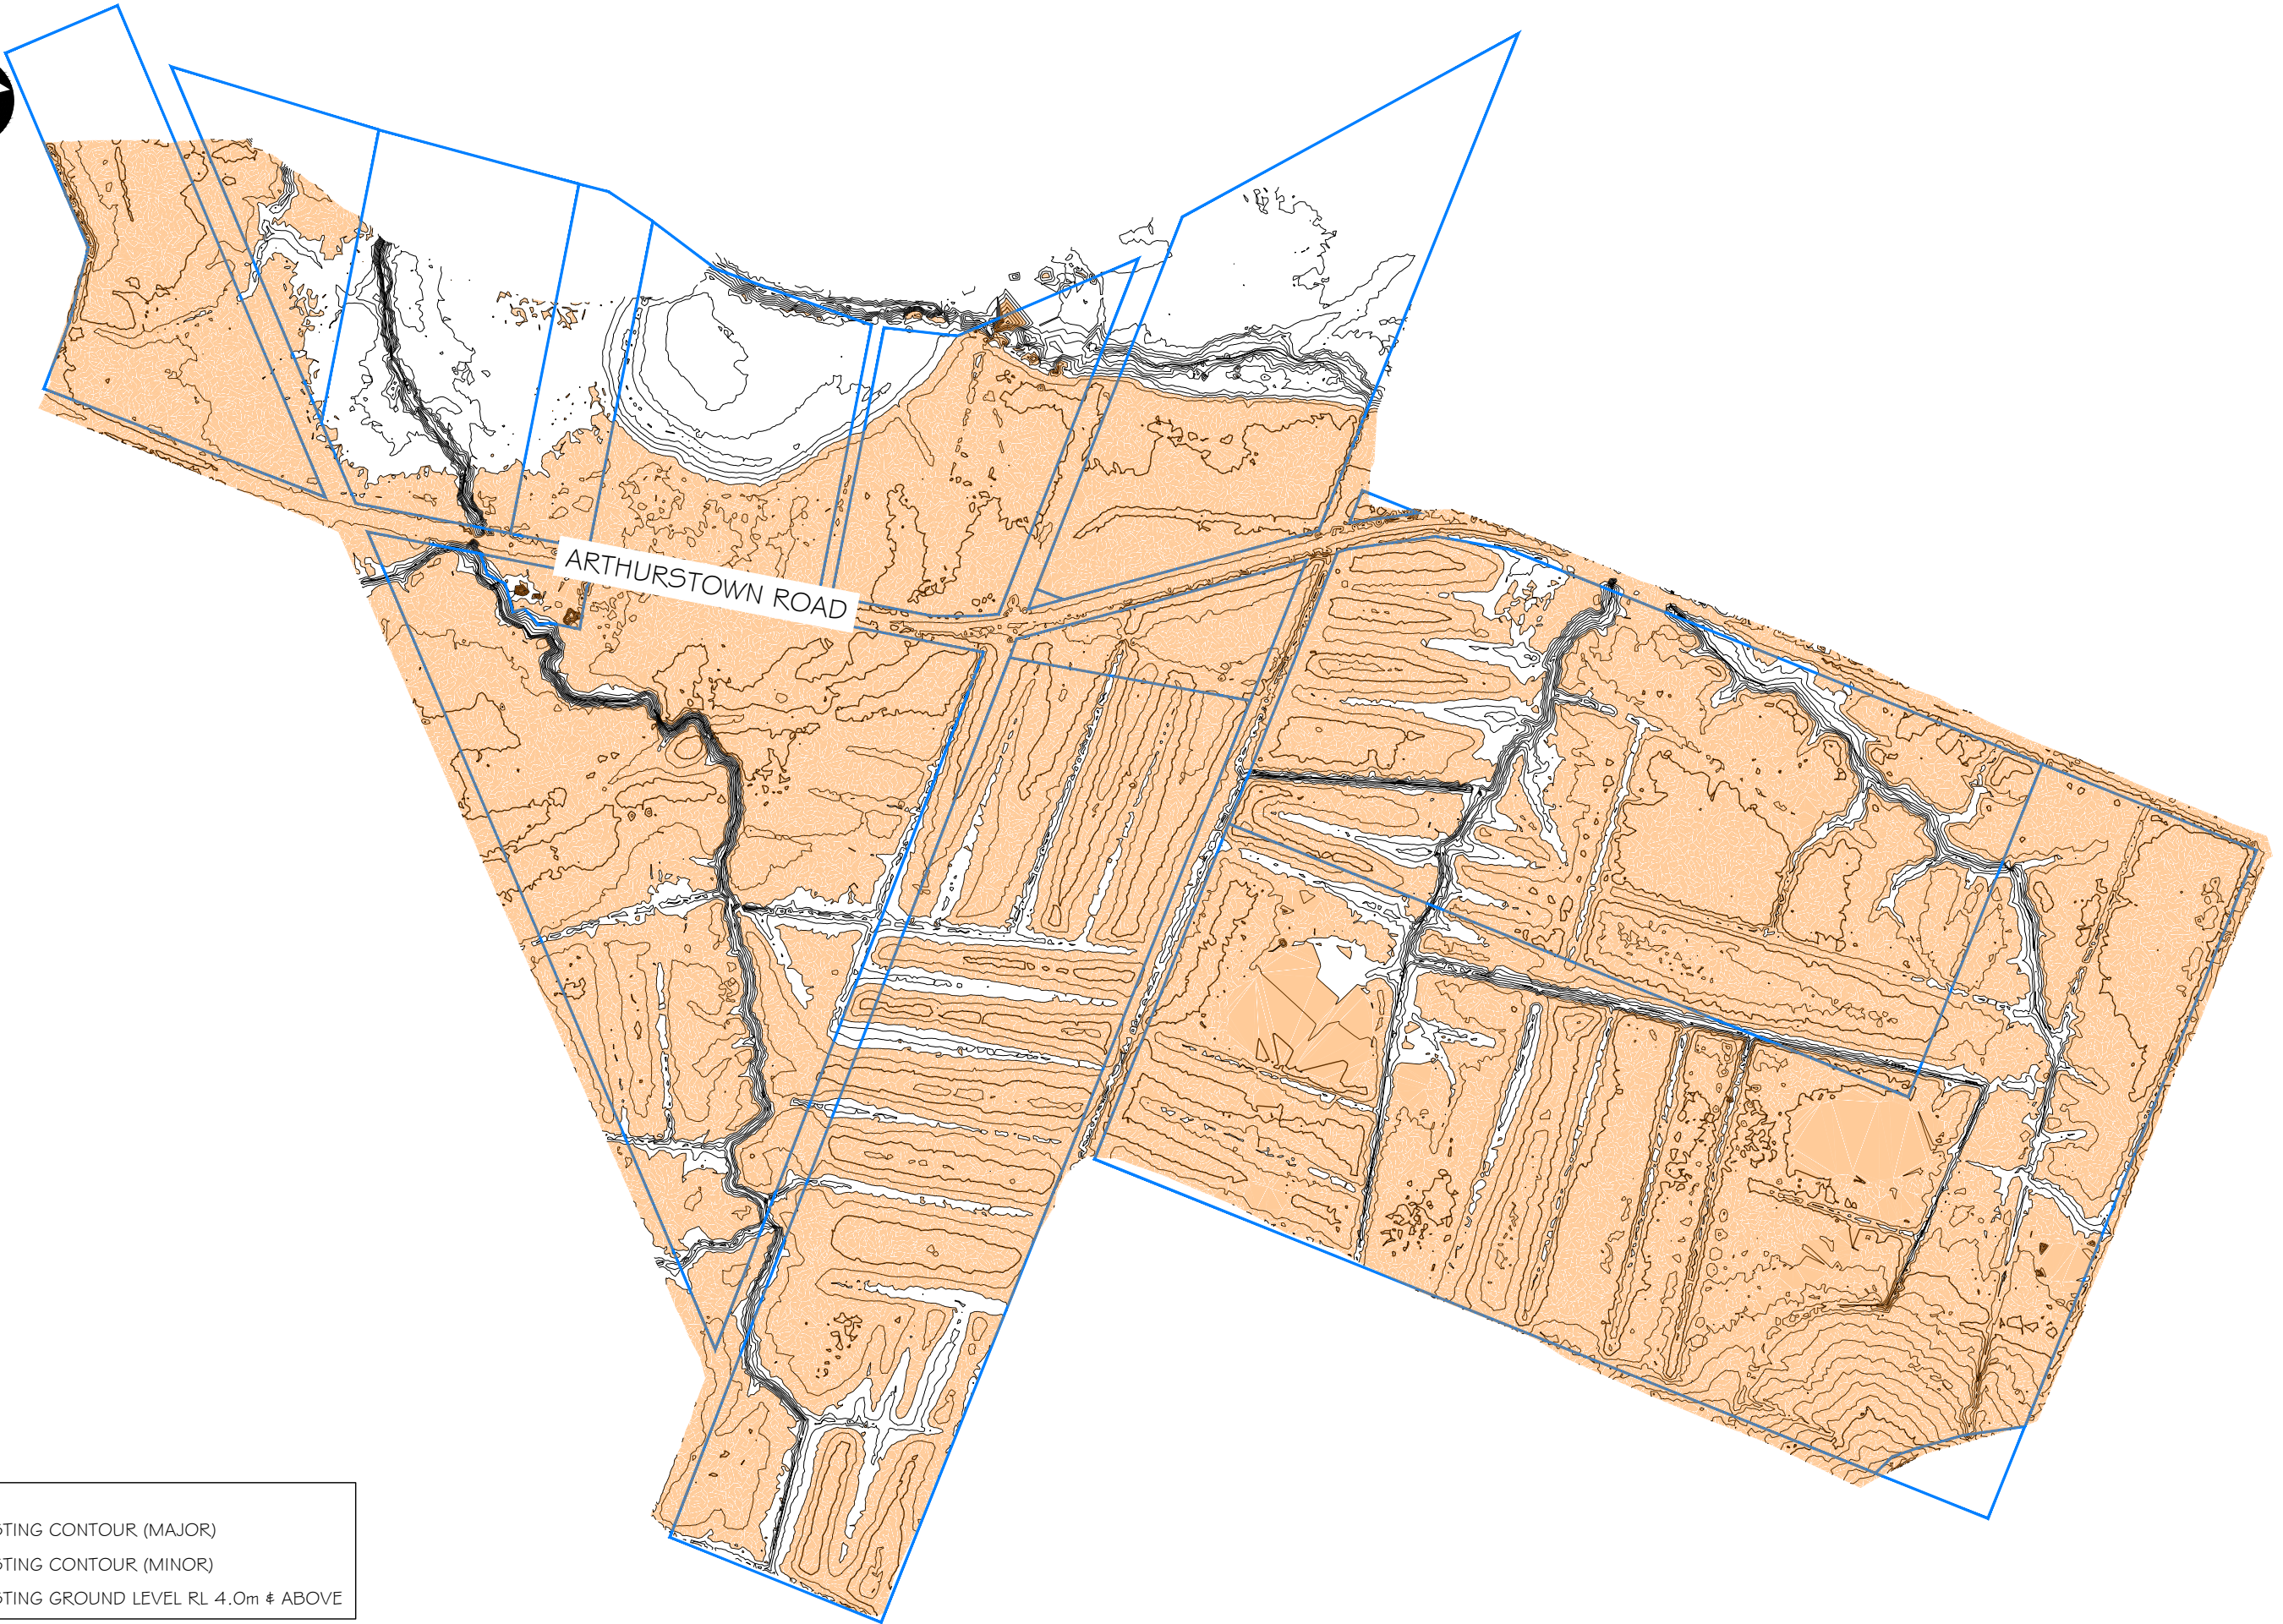 ARTHURSTOWN ROAD
STING CONTOUR (MAJOR)
STING CONTOUR (MINOR)
STING GROUND LEVEL RL 4.0m & ABOVE